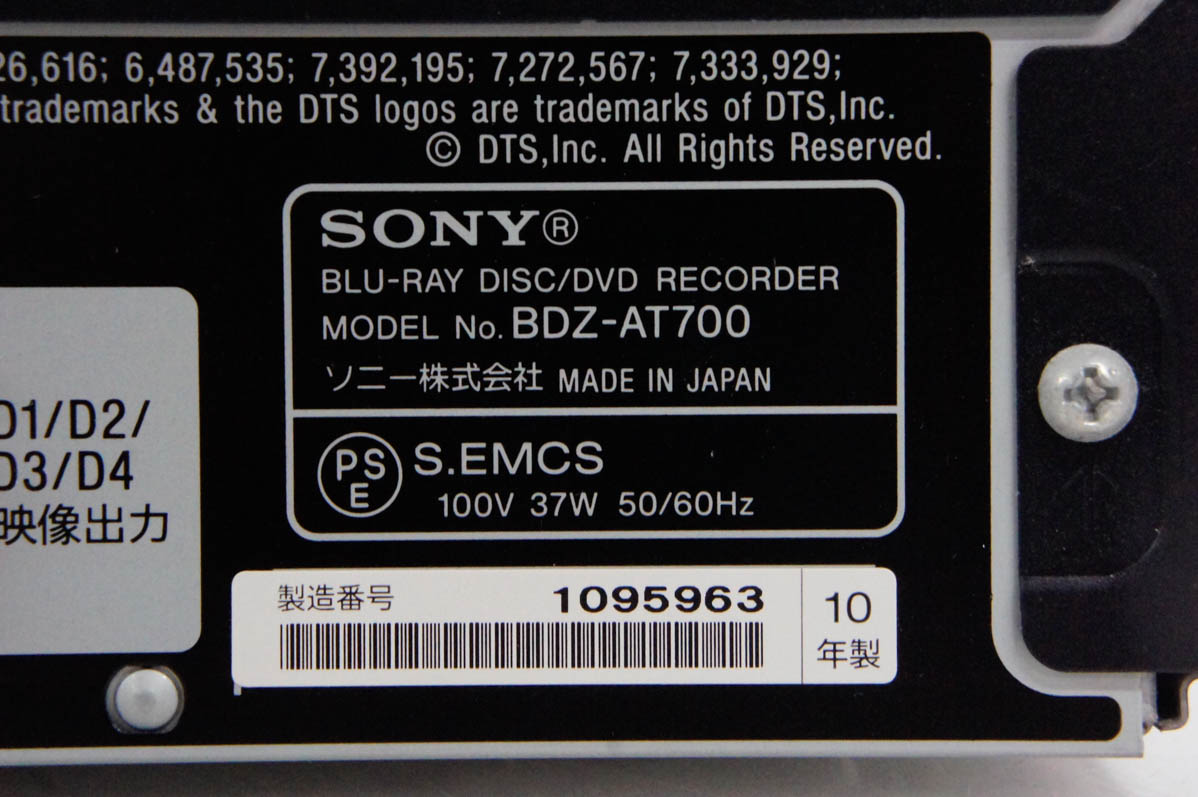 26,616; 6,487,535; 7,392,195; 7,272,567; 7,333,929;
trademarks & the DTS logos are trademarks of DTS,Inc.
© DTS,Inc. All Rights Reserved.
SONY®
BLU-RAY DISC/DVD RECORDER
MODEL No. BDZ-AT700
ソニー株式会社 MADE IN JAPAN
PSE S.EMCS
100V 37W 50/60Hz
D1/D2/
D3/D4
映像出力
製造番号 1095963
10
年製